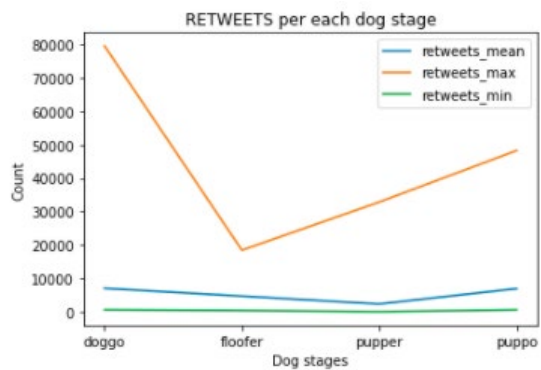 RETWEETS per each dog stage
retweets_mean
retweets_max
retweets_min
80000
70000
60000
50000
40000
30000
20000
10000
0
Count
doggo floofer pupper puppo
Dog stages